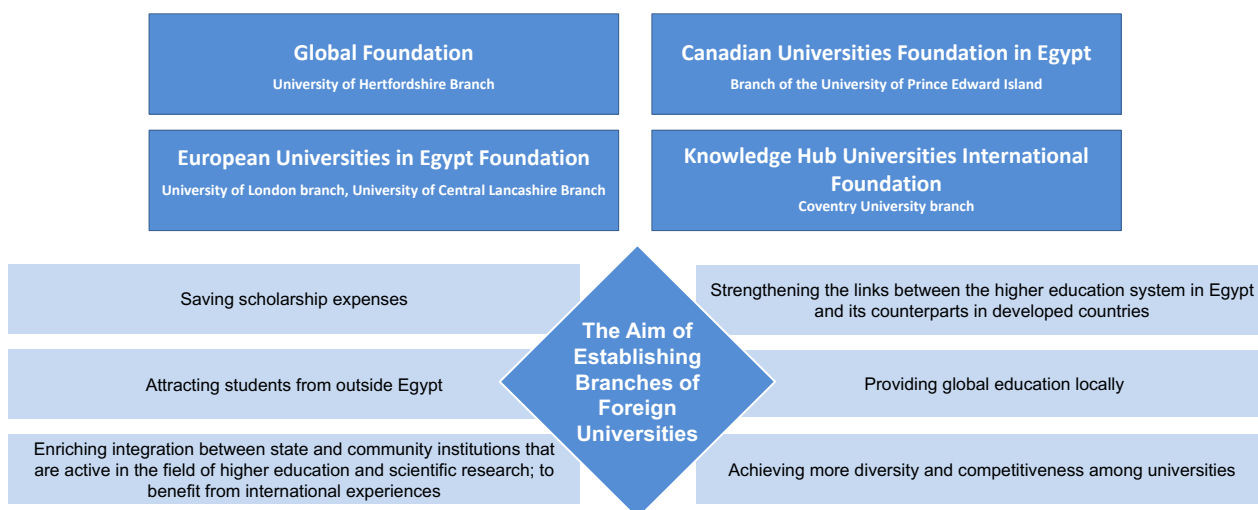 Global Foundation
University of Hertfordshire Branch
Canadian Universities Foundation in Egypt
Branch of the University of Prince Edward Island
European Universities in Egypt Foundation
University of London branch, University of Central Lancashire Branch
Knowledge Hub Universities International
Foundation
Coventry University branch
Saving scholarship expenses
Attracting students from outside Egypt
Enriching integration between state and community institutions that
are active in the field of higher education and scientific research; to
benefit from international experiences
The Aim of
Establishing
Branches of
Foreign
Universities
Strengthening the links between the higher education system in Egypt
and its counterparts in developed countries
Providing global education locally
Achieving more diversity and competitiveness among universities